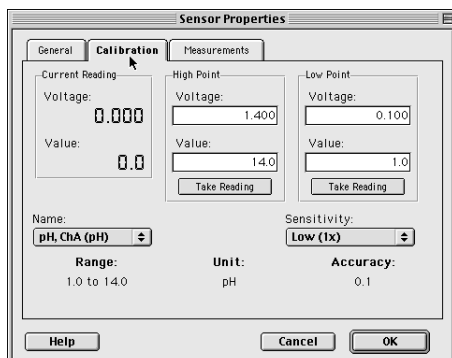 Sensor Properties
General
Calibration
Measurements
Current Reading
Voltage:
0.000
Value:
0.0
High Point
Voltage:
1.400
Value:
14.0
Take Reading
Low Point
Voltage:
0.100
Value:
1.0
Take Reading
Name:
pH, ChA (pH)
Sensitivity:
Low (1x)
Range:
1.0 to 14.0
Unit:
pH
Accuracy:
0.1
Help
Cancel
OK